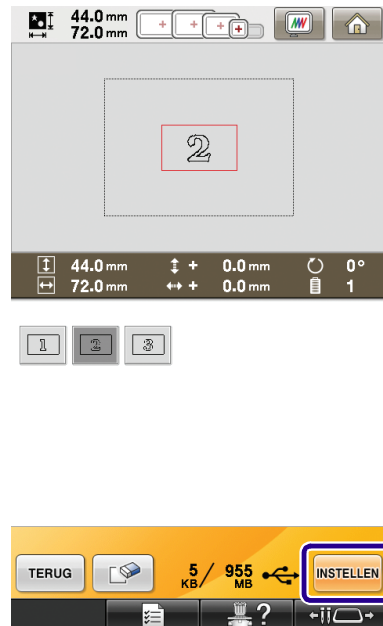 44.0 mm
72.0 mm
2
44.0 mm + 0.0 mm 0°
72.0 mm + 0.0 mm 1
1 2 3
TERUG 5 KB / 955 MB INSTELLEN
?